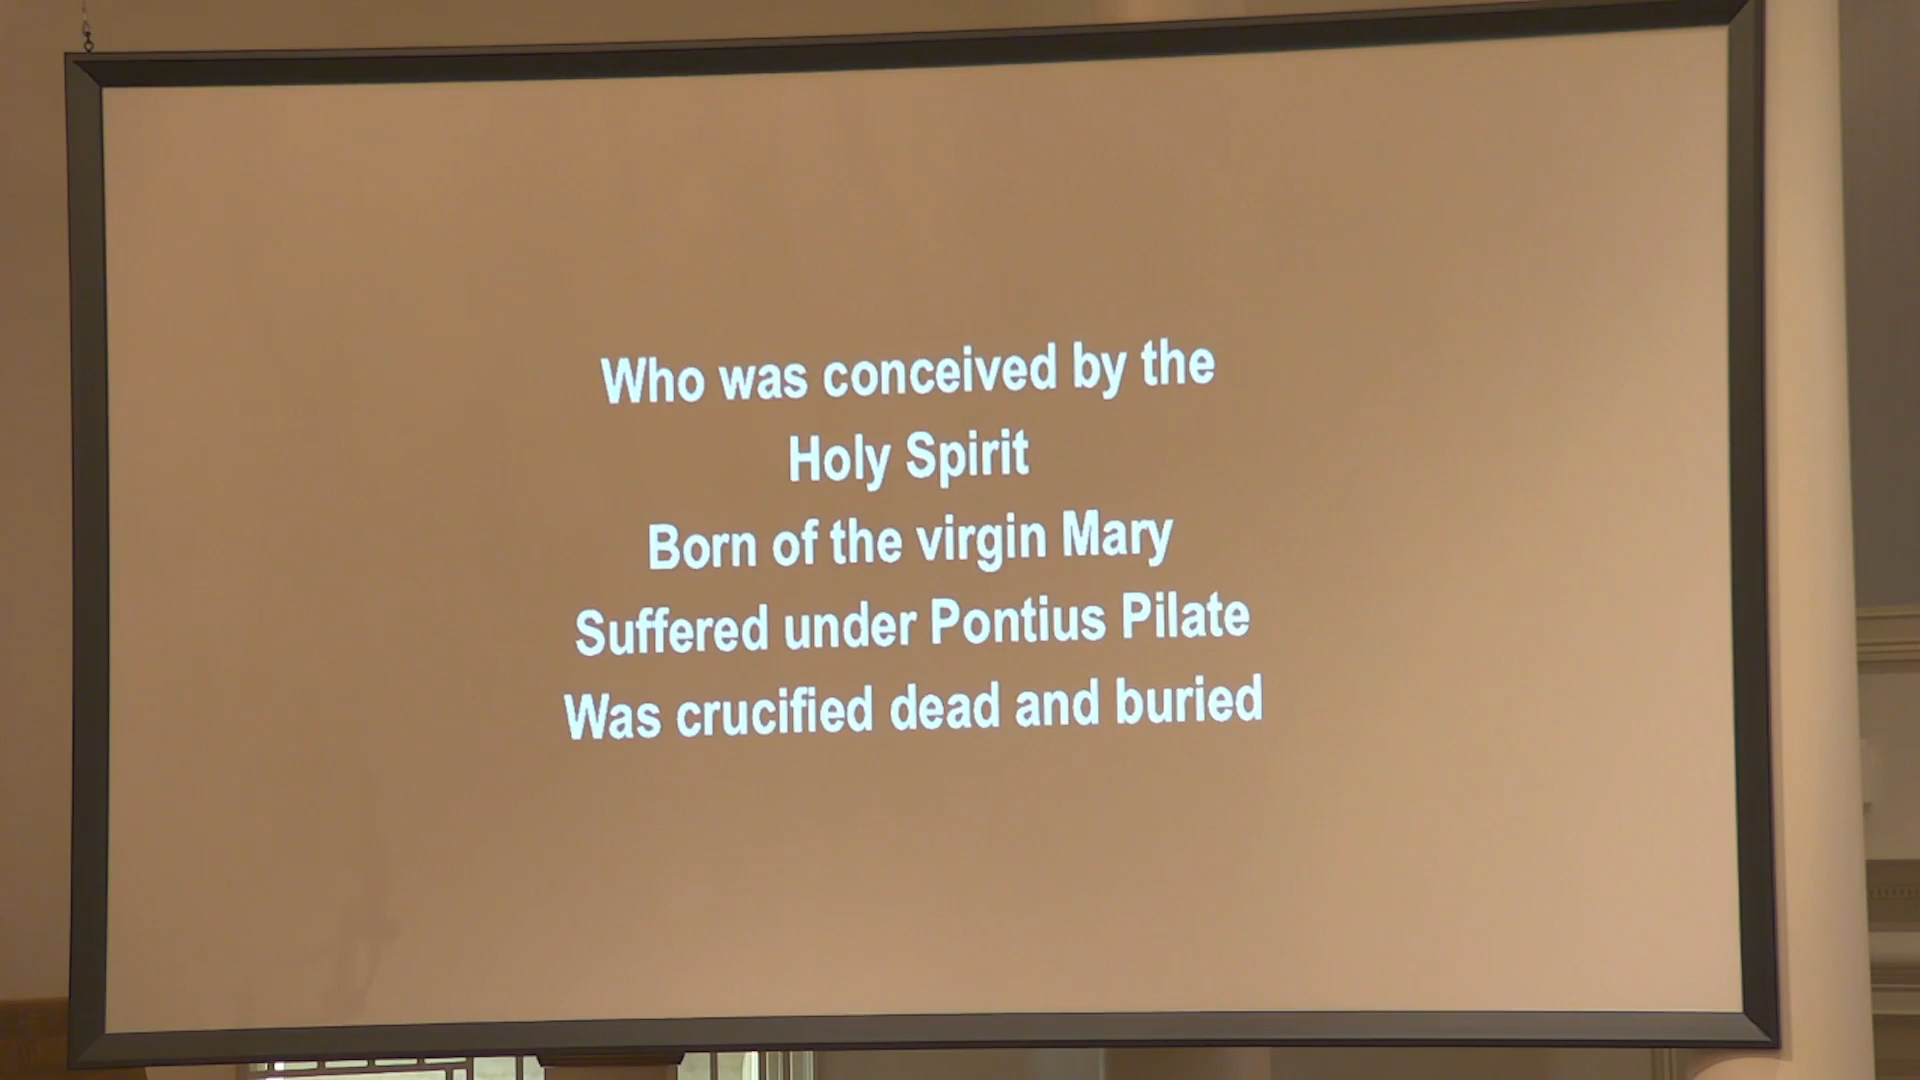 Who was conceived by the
Holy Spirit
Born of the virgin Mary
Suffered under Pontius Pilate
Was crucified dead and buried